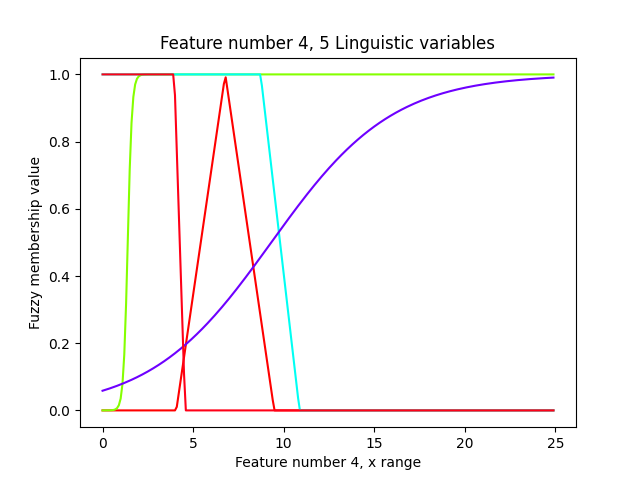 Feature number 4, 5 Linguistic variables
Fuzzy membership value
1.0
0.8
0.6
0.4
0.2
0.0
0 5 10 15 20 25
Feature number 4, x range